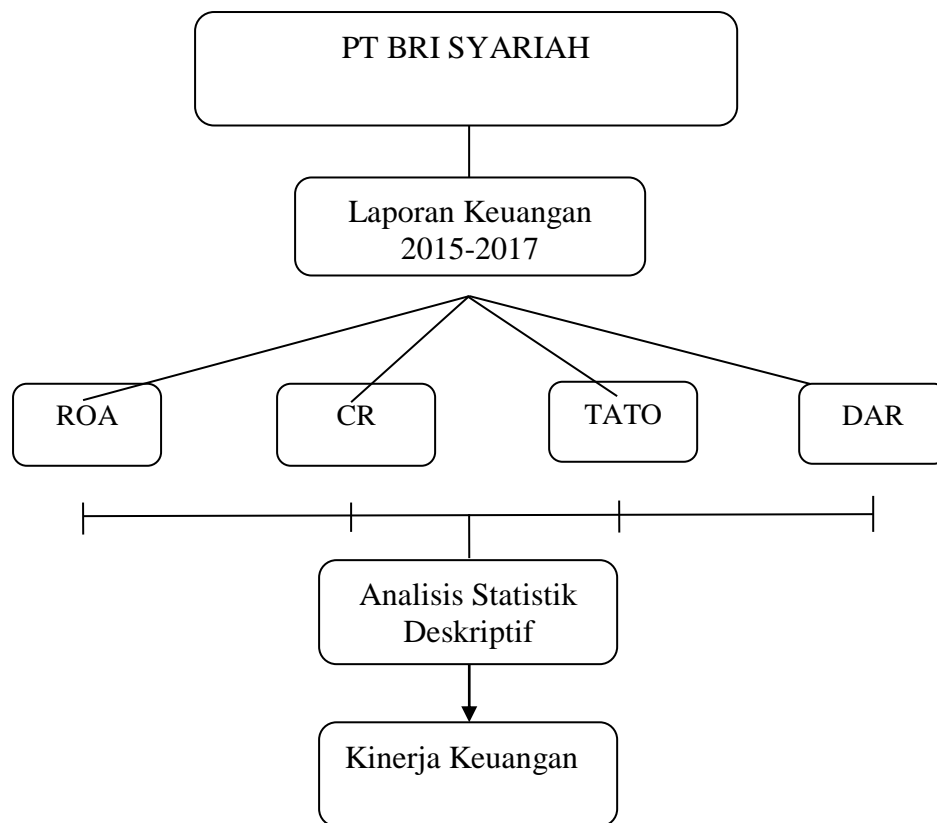 PT BRI SYARIAH
Laporan Keuangan
2015-2017
ROA
CR
TATO
DAR
Analisis Statistik
Deskriptif
Kinerja Keuangan